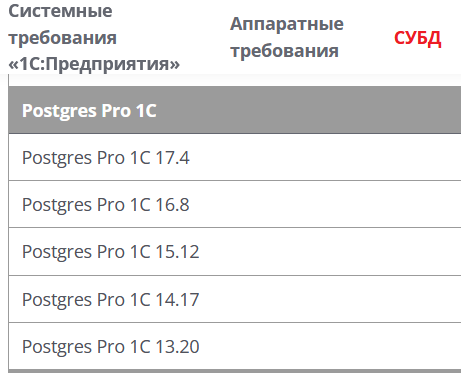 Системные
требования
«1С:Предприятия»
Аппаратные
требования
СУБД
Postgres Pro 1C
Postgres Pro 1C 17.4
Postgres Pro 1C 16.8
Postgres Pro 1C 15.12
Postgres Pro 1C 14.17
Postgres Pro 1C 13.20